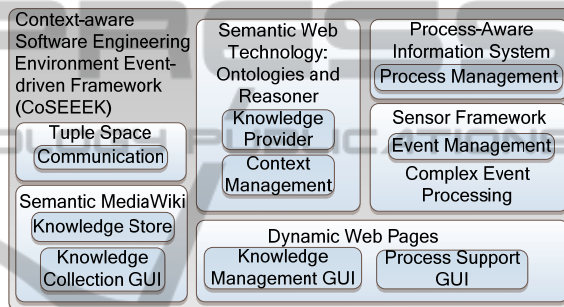 Context-aware
Software Engineering
Environment Event-
driven Framework
(CoSEEEK)
Tuple Space
Communication
Semantic MediaWiki
Knowledge Store
Knowledge
Collection GUI
Semantic Web
Technology:
Ontologies and
Reasoner
Knowledge
Provider
Context
Management
Process-Aware
Information System
Process Management
Sensor Framework
Event Management
Complex Event
Processing
Dynamic Web Pages
Knowledge
Management GUI
Process Support
GUI